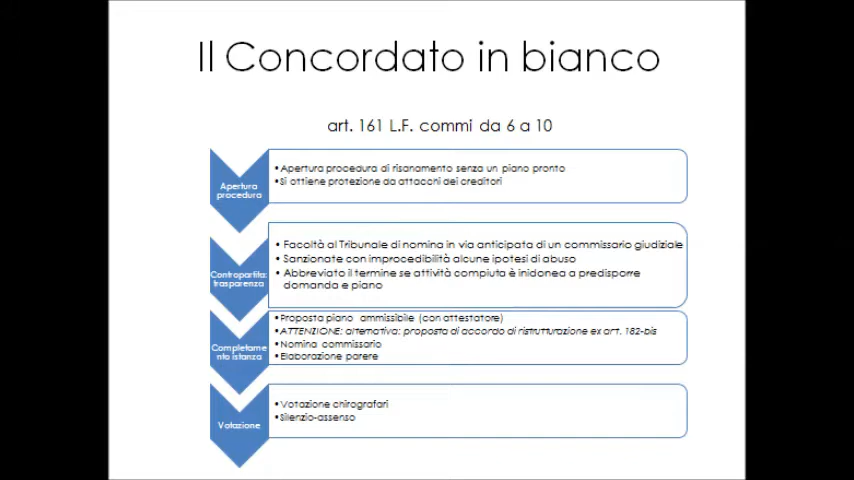 Il Concordato in bianco
art. 161 L.F. commi da 6 a 10
Apertura
procedura
•Apertura procedura di risanamento senza un piano pronto
•Si ottiene protezione da attacchi dei creditori
Contropartita:
trasparenza
• Facoltà al Tribunale di nomina in via anticipata di un commissario giudiziale
• Sanzionate con improcedibilità alcune ipotesi di abuso
• Abbreviato il termine se attività compiuta è inidonea a predisporre
domanda e piano
Completame
nto istanza
•Proposta piano ammissibile (con attestatore)
•ATTENZIONE: alternativa: proposta di accordo di ristrutturazione ex art. 182-bis
•Nomina commissario
•Elaborazione parere
Votazione
•Votazione chirografari
•Silenzio-assenso